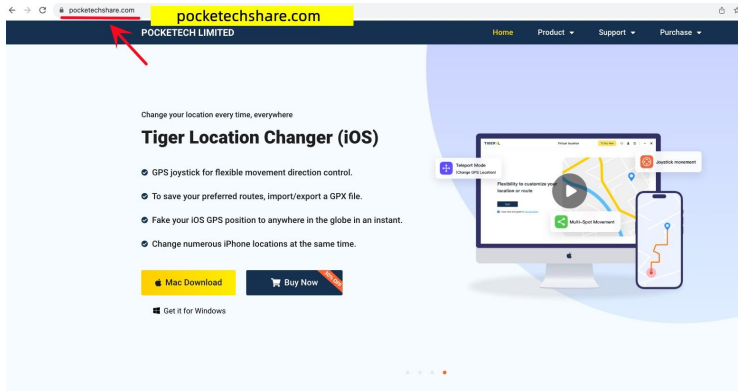 pocketechshare.com
pocketechshare.com
POCKETECH LIMITED
Home Product Support Purchase
Change your location every time, everywhere
Tiger Location Changer (iOS)
GPS joystick for flexible movement direction control.
To save your preferred routes, import/export a GPX file.
Fake your iOS GPS position to anywhere in the globe in an instant.
Change numerous iPhone locations at the same time.
Mac Download
Buy Now
30% OFF
Get it for Windows
Virtual location
Teleport Mode
(Change GPS Location)
Joystick movement
Flexibility to customize your
location or route
Multi-Spot Movement